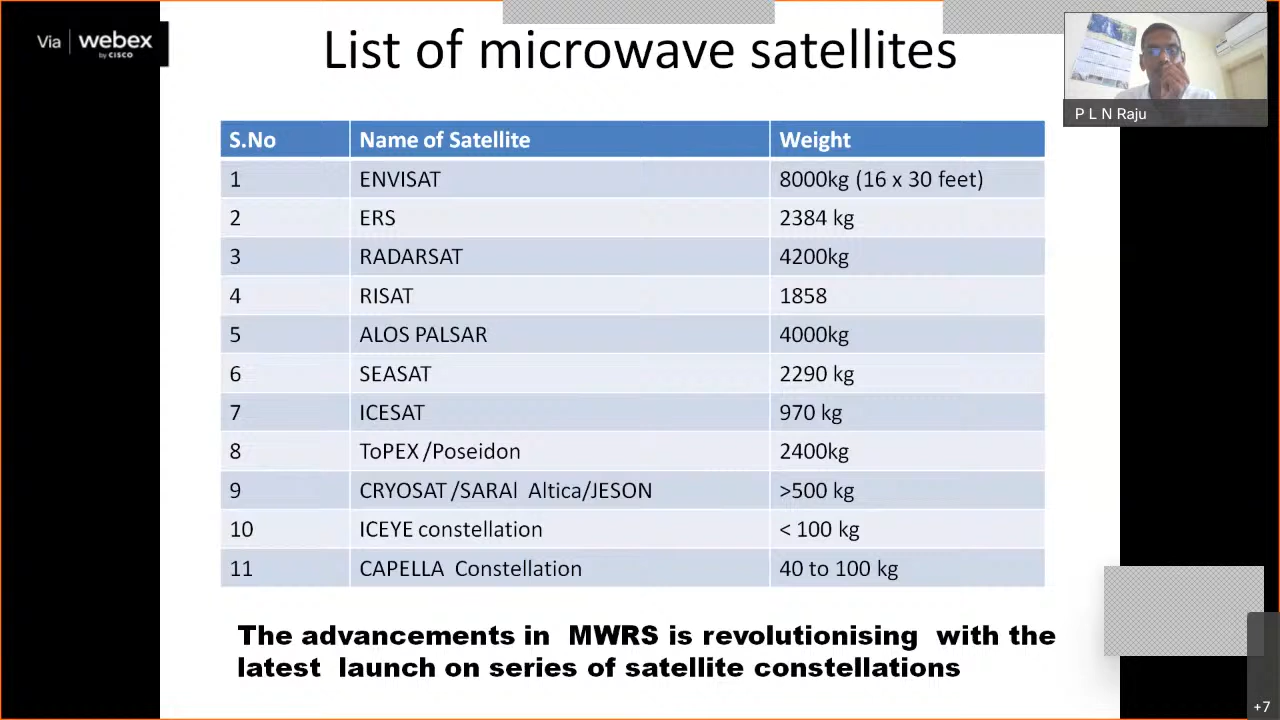 Via webex
by CISCO
List of microwave satellites
P L N Raju
S.No Name of Satellite Weight
1 ENVISAT 8000kg (16 x 30 feet)
2 ERS 2384 kg
3 RADARSAT 4200kg
4 RISAT 1858
5 ALOS PALSAR 4000kg
6 SEASAT 2290 kg
7 ICESAT 970 kg
8 ToPEX /Poseidon 2400kg
9 CRYOSAT /SARAl Altica/JESON >500 kg
10 ICEYE constellation < 100 kg
11 CAPELLA Constellation 40 to 100 kg
The advancements in MWRS is revolutionising with the
latest launch on series of satellite constellations
+7